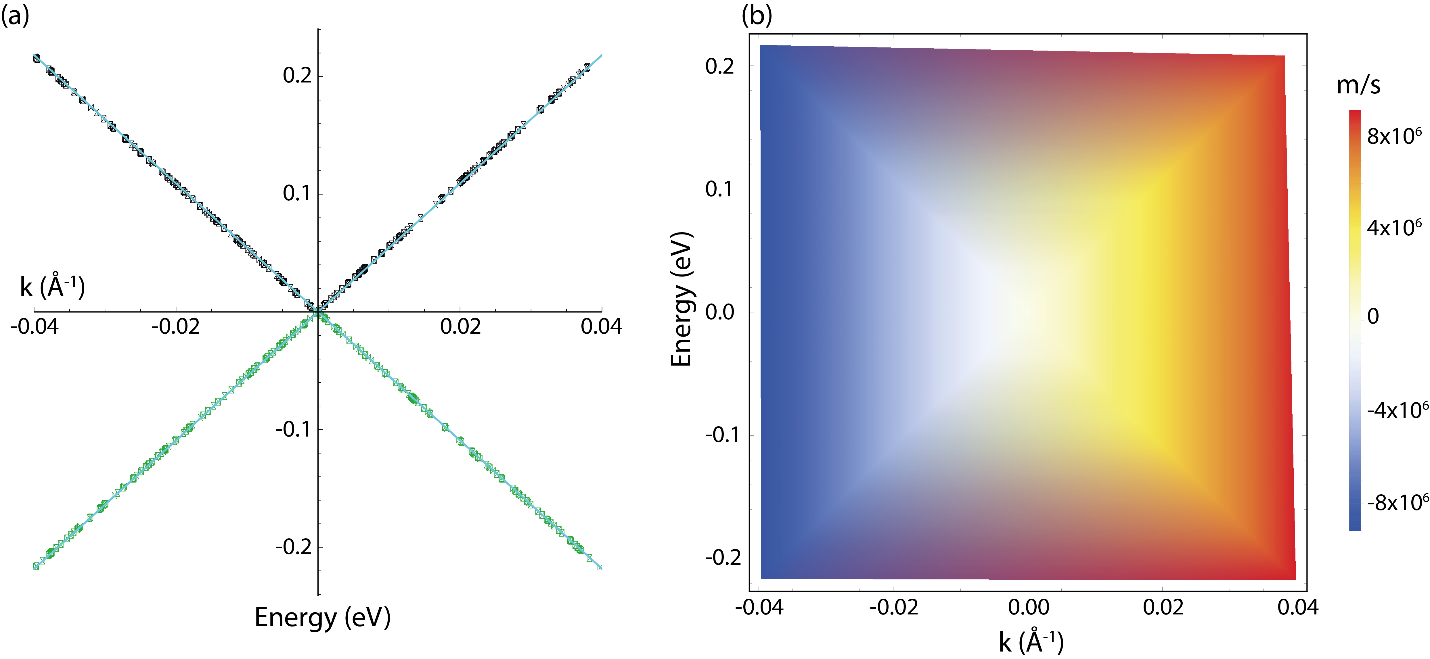 (a)
0.2
0.1
k (Å⁻¹)
-0.04
-0.02
0.02
0.04
-0.1
-0.2
Energy (eV)
(b)
0.2
0.1
0.0
-0.1
-0.2
Energy (eV)
-0.04
-0.02
0.00
0.02
0.04
k (Å⁻¹)
m/s
8x10⁶
4x10⁶
0
-4x10⁶
-8x10⁶